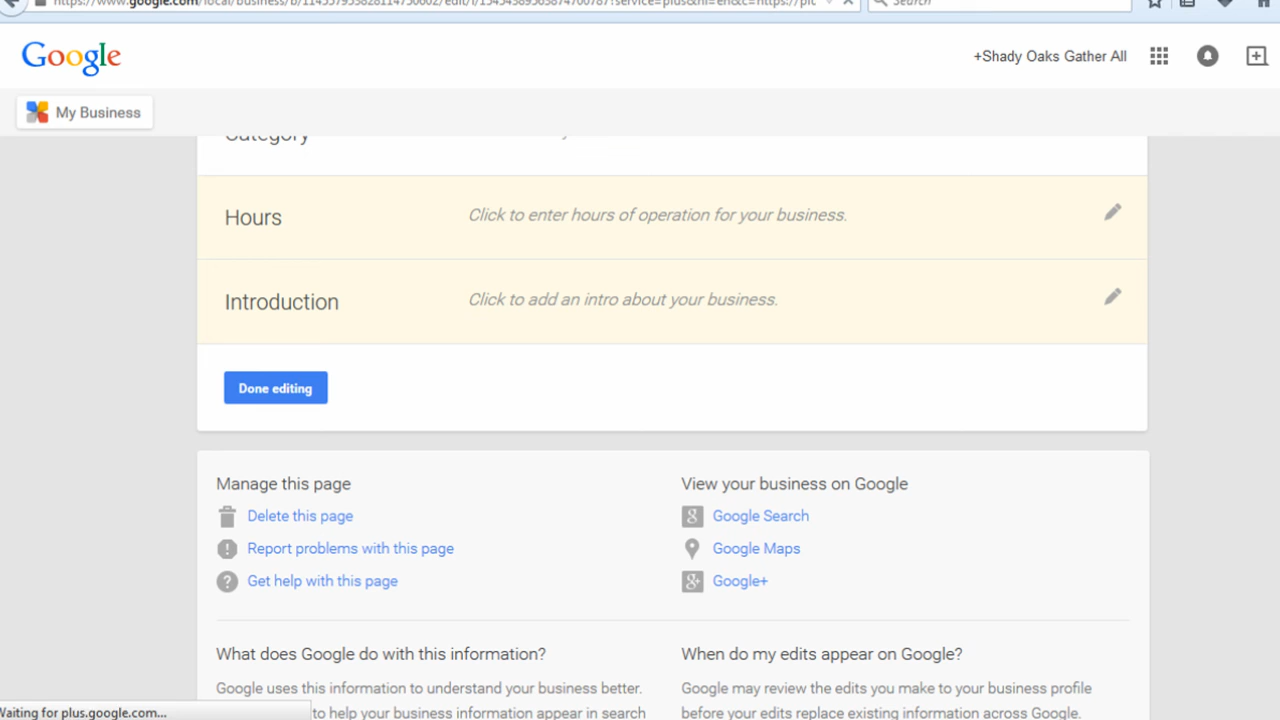 Search
Google
+Shady Oaks Gather All
My Business
Category
Hours
Click to enter hours of operation for your business.
Introduction
Click to add an intro about your business.
Done editing
Manage this page
View your business on Google
Delete this page
Google Search
Report problems with this page
Google Maps
Get help with this page
Google+
What does Google do with this information?
When do my edits appear on Google?
Google uses this information to understand your business better.
Google may review the edits you make to your business profile
Waiting for plus.google.com...
to help your business information appear in search
before your edits replace existing information across Google.